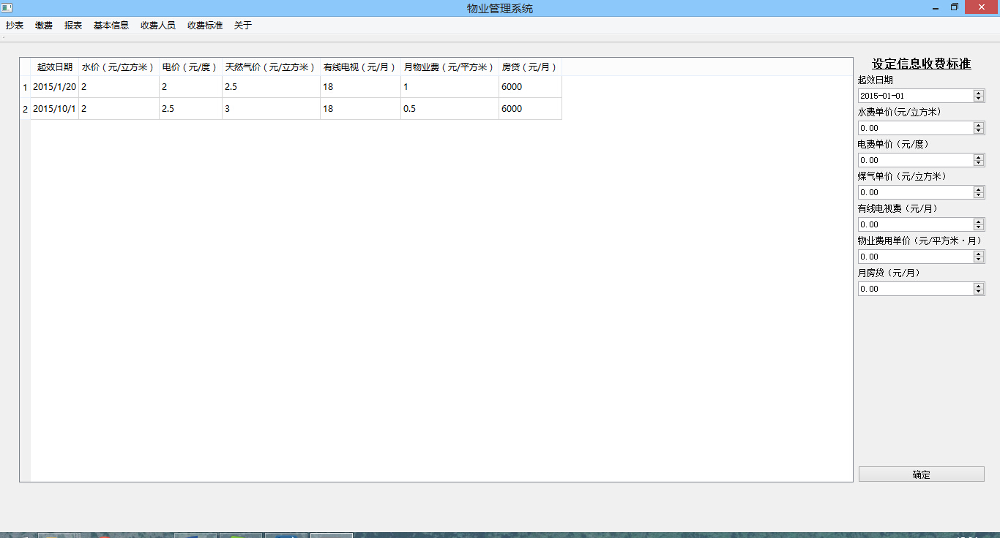 物业管理系统
抄表 缴费 报表 基本信息 收费人员 收费标准 关于
起效日期 水价（元/立方米） 电价（元/度） 天然气价（元/立方米） 有线电视（元/月） 月物业费（元/平方米） 房贷（元/月）
1 2015/1/20 2 2 2.5 18 1 6000
2 2015/10/1 2 2.5 3 18 0.5 6000
设定信息收费标准
起效日期
2015-01-01
水费单价(元/立方米）
0.00
电费单价（元/度）
0.00
煤气单价（元/立方米）
0.00
有线电视费（元/月）
0.00
物业费用单价（元/平方米·月）
0.00
月房贷（元/月）
0.00
确定